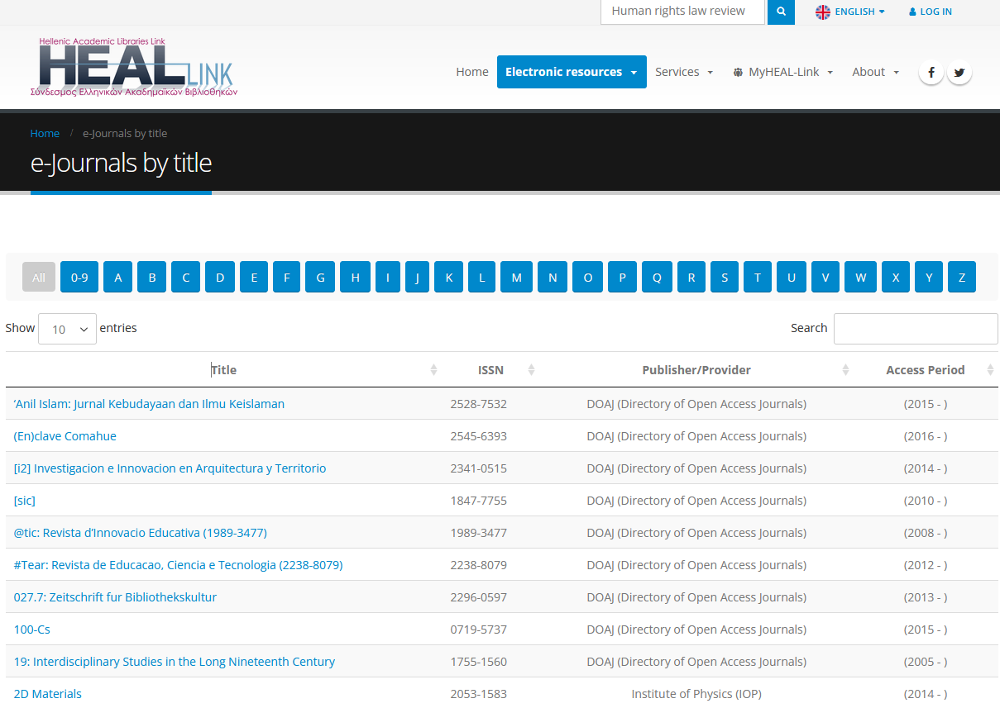 Human rights law review ENGLISH LOG IN
Hellenic Academic Libraries Link
HEAL LINK
Σύνδεσμος Ελληνικών Ακαδημαϊκών Βιβλιοθηκών
Home Electronic resources Services MyHEAL-Link About
Home / e-Journals by title
e-Journals by title
All 0-9 A B C D E F G H I J K L M N O P Q R S T U V W X Y Z
Show 10 entries Search
Title ISSN Publisher/Provider Access Period
‘Anil Islam: Jurnal Kebudayaan dan Ilmu Keislaman 2528-7532 DOAJ (Directory of Open Access Journals) (2015 - )
(En)clave Comahue 2545-6393 DOAJ (Directory of Open Access Journals) (2016 - )
[i2] Investigacion e Innovacion en Arquitectura y Territorio 2341-0515 DOAJ (Directory of Open Access Journals) (2014 - )
[sic] 1847-7755 DOAJ (Directory of Open Access Journals) (2010 - )
@tic: Revista d’Innovacio Educativa (1989-3477) 1989-3477 DOAJ (Directory of Open Access Journals) (2008 - )
#Tear: Revista de Educacao, Ciencia e Tecnologia (2238-8079) 2238-8079 DOAJ (Directory of Open Access Journals) (2012 - )
027.7: Zeitschrift fur Bibliothekskultur 2296-0597 DOAJ (Directory of Open Access Journals) (2013 - )
100-Cs 0719-5737 DOAJ (Directory of Open Access Journals) (2015 - )
19: Interdisciplinary Studies in the Long Nineteenth Century 1755-1560 DOAJ (Directory of Open Access Journals) (2005 - )
2D Materials 2053-1583 Institute of Physics (IOP) (2014 - )